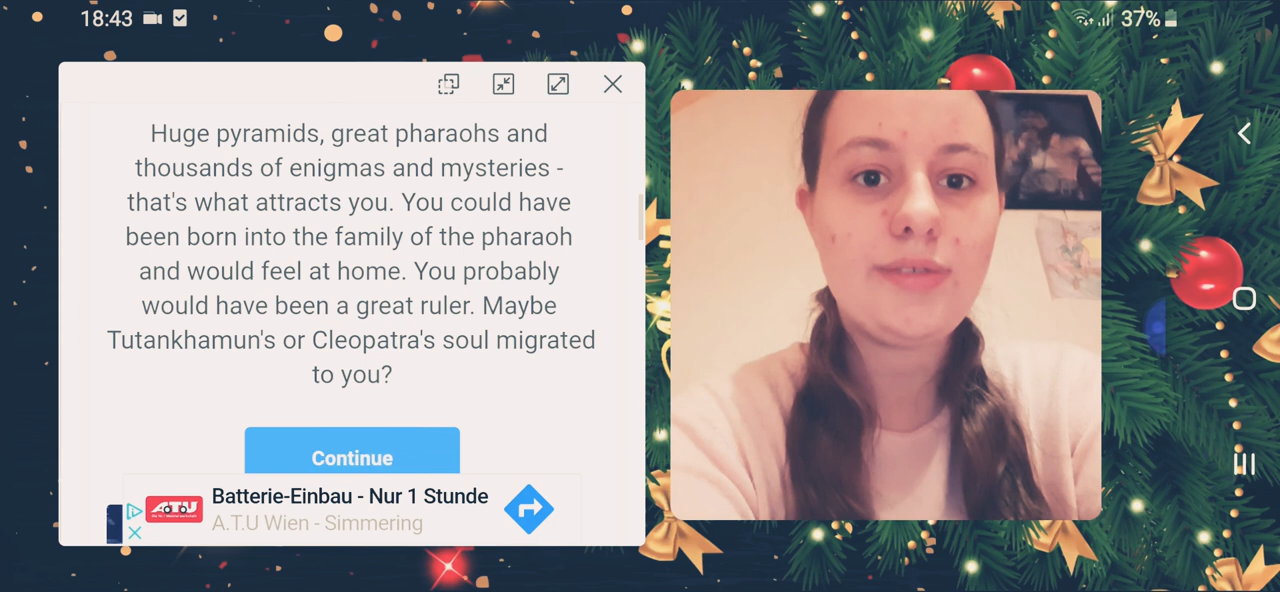 18:43
37%
Huge pyramids, great pharaohs and
thousands of enigmas and mysteries -
that's what attracts you. You could have
been born into the family of the pharaoh
and would feel at home. You probably
would have been a great ruler. Maybe
Tutankhamun's or Cleopatra's soul migrated
to you?
Continue
A.T.U
Batterie-Einbau - Nur 1 Stunde
A.T.U Wien - Simmering